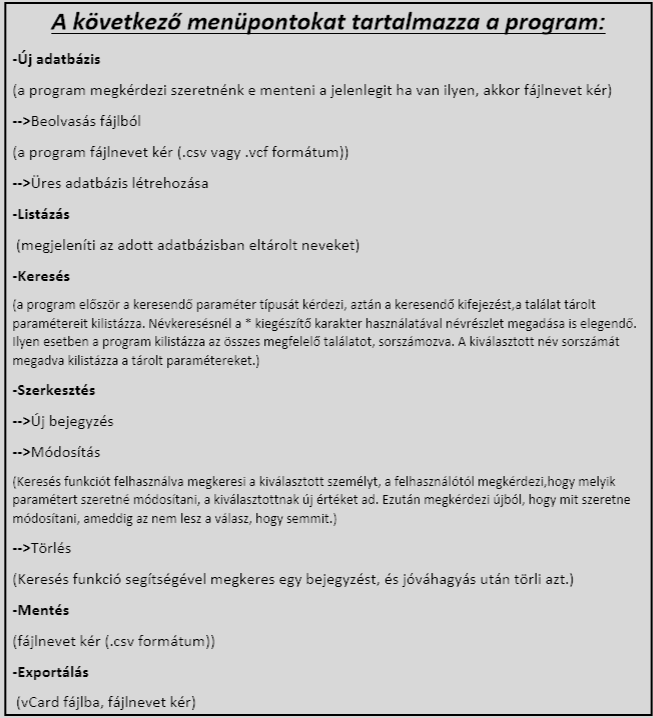 A következő menüpontokat tartalmazza a program:
-Új adatbázis
(a program megkérdezi szeretnénk e menteni a jelenlegit ha van ilyen, akkor fájlnevet kér)
-->Beolvasás fájlból
(a program fájlnevet kér (.csv vagy .vcf formátum))
-->Üres adatbázis létrehozása
-Listázás
(megjeleníti az adott adatbázisban eltárolt neveket)
-Keresés
(a program először a keresendő paraméter típusát kérdezi, aztán a keresendő kifejezést,a találat tárolt
paramétereit kilistázza. Névkeresésnél a * kiegészítő karakter használatával névrészlet megadása is elegendő.
Ilyen esetben a program kilistázza az összes megfelelő találatot, sorszámozva. A kiválasztott név sorszámát
megadva kilistázza a tárolt paramétereket.)
-Szerkesztés
-->Új bejegyzés
-->Módosítás
(Keresés funkciót felhasználva megkeresi a kiválasztott személyt, a felhasználótól megkérdezi,hogy melyik
paramétert szeretné módosítani, a kiválasztottnak új értéket ad. Ezután megkérdezi újból, hogy mit szeretne
módosítani, ameddig az nem lesz a válasz, hogy semmit.)
-->Törlés
(Keresés funkció segítségével megkeres egy bejegyzést, és jóváhagyás után törli azt.)
-Mentés
(fájlnevet kér (.csv formátum))
-Exportálás
(vCard fájlba, fájlnevet kér)